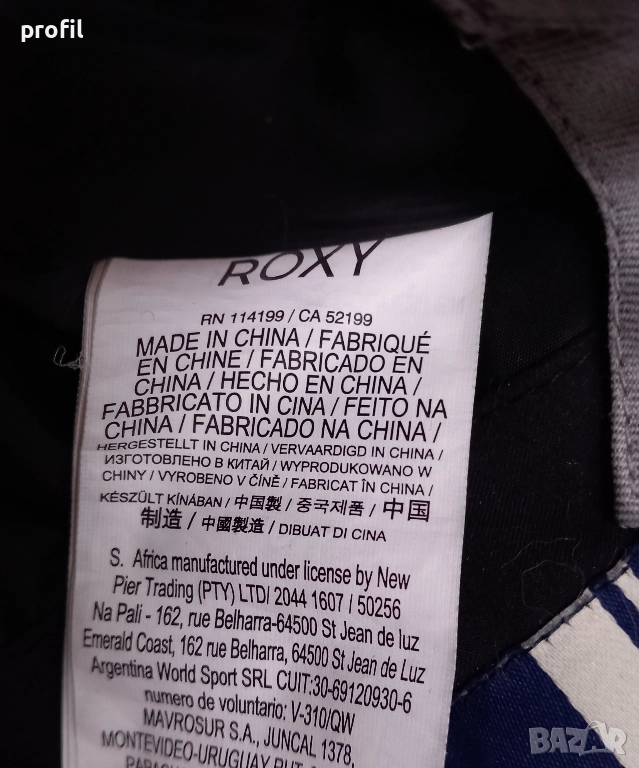 profil
ROXY
RN 114199 / CA 52199
MADE IN CHINA / FABRIQUÉ
EN CHINE / FABRICADO EN
CHINA / HECHO EN CHINA /
FABBRICATO IN CINA / FEITO NA
CHINA / FABRICADO NA CHINA /
HERGESTELLT IN CHINA / VERVAARDIGD IN CHINA /
ИЗГОТОВЛЕНО В КИТАЙ / WYPRODUKOWANO W
CHINY / VYROBENO V ČÍNĚ / FABRICAT ÎN CHINA /
KÉSZÜLT KÍNÁBAN / 中国製 / 중국제품 / 中国
制造 / 中國製造 / DIBUAT DI CINA
S. Africa manufactured under license by New
Pier Trading (PTY) LTD/ 2044 1607 / 50256
Na Pali - 162, rue Belharra-64500 St Jean de luz
Emerald Coast, 162 rue Belharra, 64500 St Jean de Luz
Argentina World Sport SRL CUIT:30-69120930-6
numero de voluntario: V-310/QW
MAVROSUR S.A., JUNCAL 1378,
MONTEVIDEO-URUGUAY RUT
BAZAR